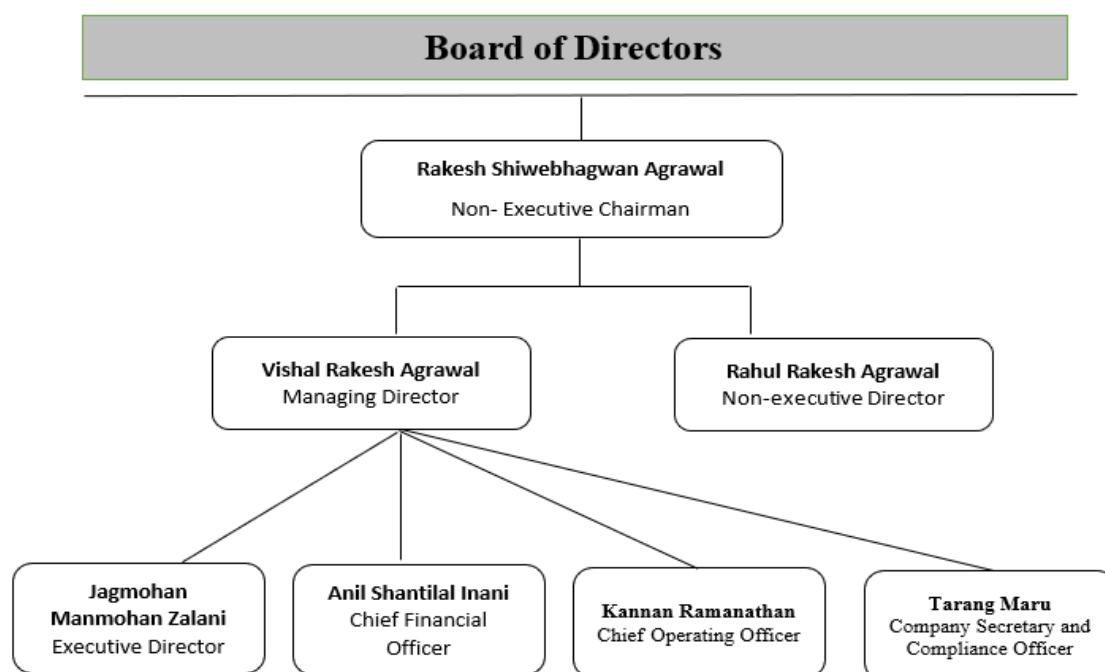 Board of Directors
Rakesh Shiwebhagwan Agrawal
Non- Executive Chairman
Vishal Rakesh Agrawal
Managing Director
Rahul Rakesh Agrawal
Non-executive Director
Jagmohan
Manmohan Zalani
Executive Director
Anil Shantilal Inani
Chief Financial
Officer
Kannan Ramanathan
Chief Operating Officer
Tarang Maru
Company Secretary and
Compliance Officer